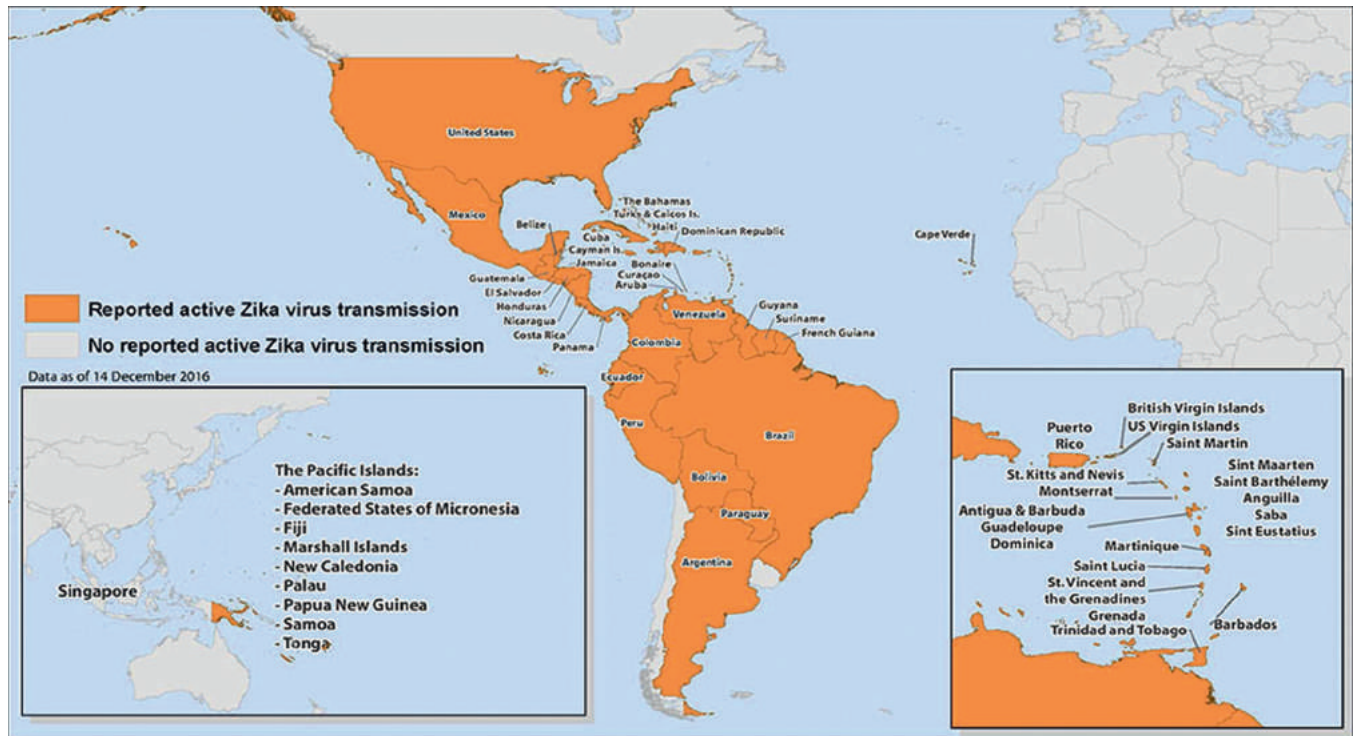 United States
Mexico
The Bahamas
Turks & Caicos Is.
Haiti
Dominican Republic
Belize
Cuba
Cayman Is.
Jamaica
Bonaire
Curaçao
Aruba
Guatemala
El Salvador
Honduras
Nicaragua
Costa Rica
Panama
Cape Verde
Venezuela
Guyana
Suriname
French Guiana
Colombia
Ecuador
Peru
Brazil
Bolivia
Paraguay
Argentina
Reported active Zika virus transmission
No reported active Zika virus transmission
Data as of 14 December 2016
The Pacific Islands:
- American Samoa
- Federated States of Micronesia
- Fiji
- Marshall Islands
- New Caledonia
- Palau
- Papua New Guinea
- Samoa
- Tonga
Singapore
British Virgin Islands
US Virgin Islands
Saint Martin
Puerto
Rico
St. Kitts and Nevis
Montserrat
Antigua & Barbuda
Guadeloupe
Dominica
Sint Maarten
Saint Barthélemy
Anguilla
Saba
Sint Eustatius
Martinique
Saint Lucia
St. Vincent and
the Grenadines
Grenada
Trinidad and Tobago
Barbados